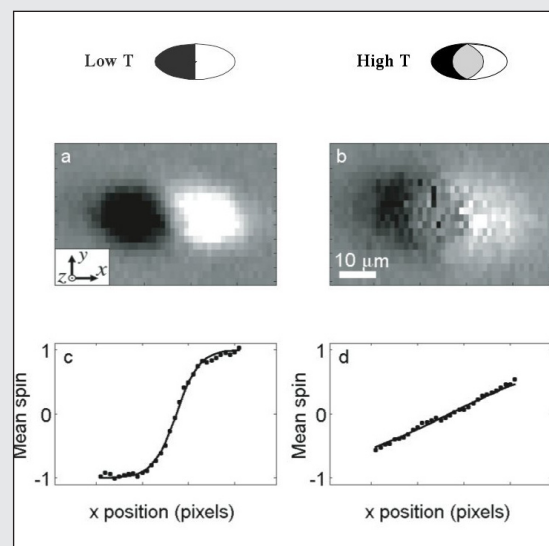 Low T
High T
a
b
y
z
x
10 μm
c
d
1
0
-1
Mean spin
x position (pixels)
1
0
-1
Mean spin
x position (pixels)